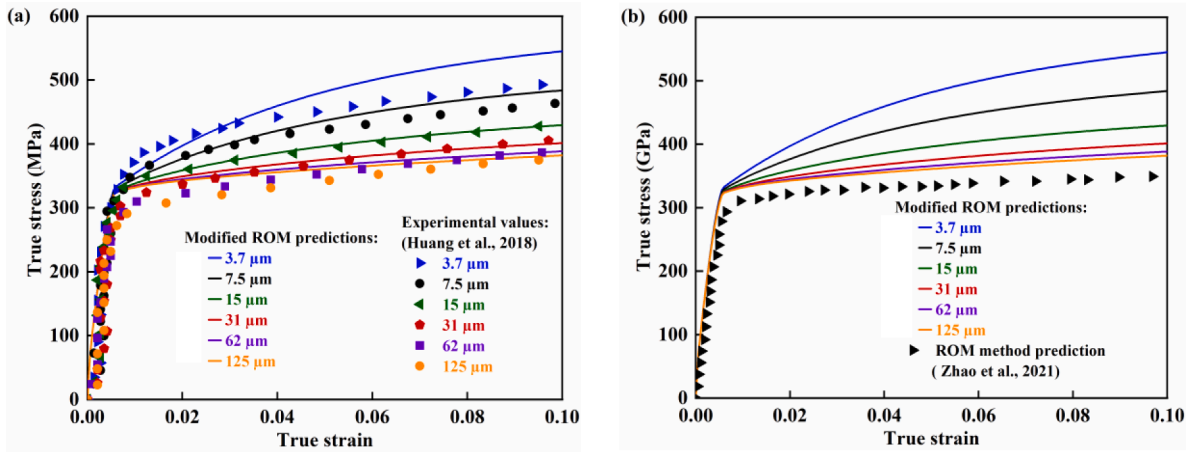 (a)
600
500
400
300
200
100
0
True stress (MPa)
0.00
0.02
0.04
0.06
0.08
0.10
True strain
Modified ROM predictions:
3.7 µm
7.5 µm
15 µm
31 µm
62 µm
125 µm
Experimental values:
(Huang et al., 2018)
3.7 µm
7.5 µm
15 µm
31 µm
62 µm
125 µm
(b)
600
500
400
300
200
100
0
True stress (GPa)
0.00
0.02
0.04
0.06
0.08
0.10
True strain
Modified ROM predictions:
3.7 µm
7.5 µm
15 µm
31 µm
62 µm
125 µm
ROM method prediction
( Zhao et al., 2021)